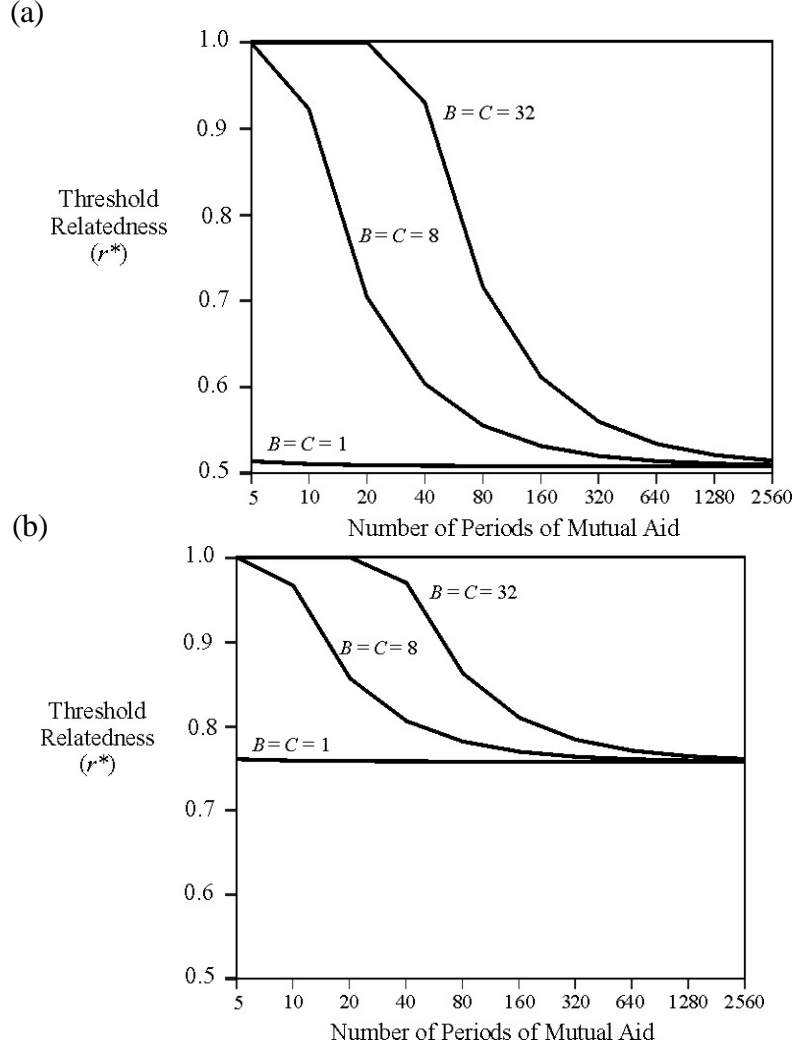 (a)
1.0
0.9
0.8
0.7
0.6
0.5
Threshold
Relatedness
(r*)
B = C = 32
B = C = 8
B = C = 1
5 10 20 40 80 160 320 640 1280 2560
Number of Periods of Mutual Aid
(b)
1.0
0.9
0.8
0.7
0.6
0.5
Threshold
Relatedness
(r*)
B = C = 32
B = C = 8
B = C = 1
5 10 20 40 80 160 320 640 1280 2560
Number of Periods of Mutual Aid